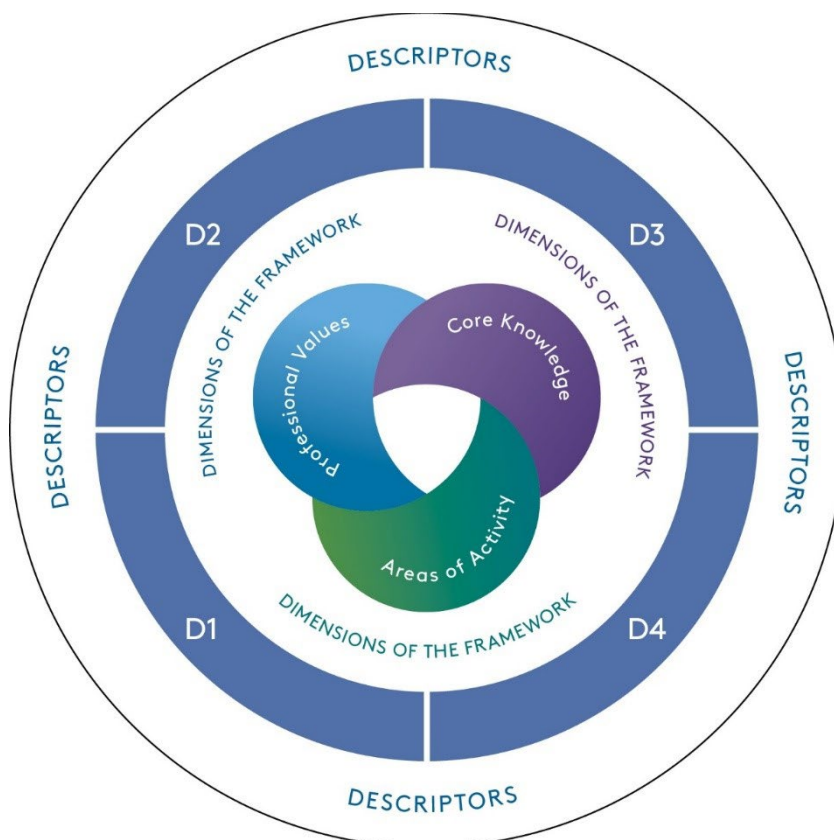 DESCRIPTORS
D2
D3
DIMENSIONS OF THE FRAMEWORK
DIMENSIONS OF THE FRAMEWORK
Professional Values
Core Knowledge
DESCRIPTORS
DESCRIPTORS
Areas of Activity
DIMENSIONS OF THE FRAMEWORK
D1
D4
DESCRIPTORS